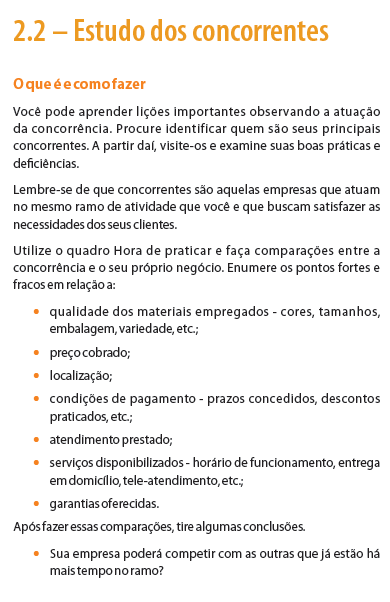 2.2 – Estudo dos concorrentes
O que é e como fazer
Você pode aprender lições importantes observando a atuação
da concorrência. Procure identificar quem são seus principais
concorrentes. A partir daí, visite-os e examine suas boas práticas e
deficiências.
Lembre-se de que concorrentes são aquelas empresas que atuam
no mesmo ramo de atividade que você e que buscam satisfazer as
necessidades dos seus clientes.
Utilize o quadro Hora de praticar e faça comparações entre a
concorrência e o seu próprio negócio. Enumere os pontos fortes e
fracos em relação a:
• qualidade dos materiais empregados - cores, tamanhos,
embalagem, variedade, etc.;
• preço cobrado;
• localização;
• condições de pagamento - prazos concedidos, descontos
praticados, etc.;
• atendimento prestado;
• serviços disponibilizados - horário de funcionamento, entrega
em domicílio, tele-atendimento, etc.;
• garantias oferecidas.
Após fazer essas comparações, tire algumas conclusões.
• Sua empresa poderá competir com as outras que já estão há
mais tempo no ramo?